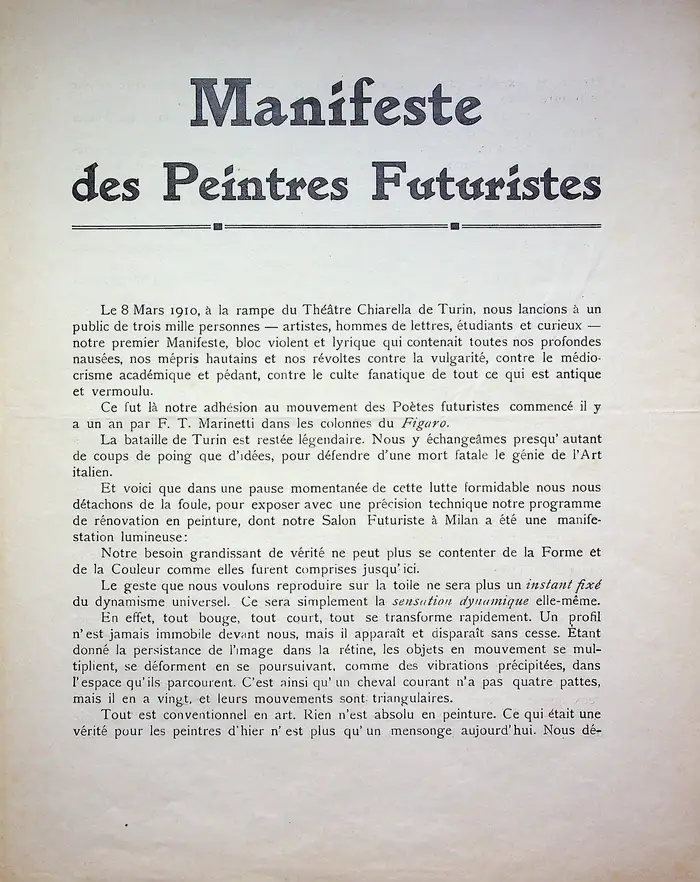 Manifeste
des Peintres Futuristes
Le 8 Mars 1910, à la rampe du Théâtre Chiarella de Turin, nous lancions à un
public de trois mille personnes — artistes, hommes de lettres, étudiants et curieux —
notre premier Manifeste, bloc violent et lyrique qui contenait toutes nos profondes
nausées, nos mépris hautains et nos révoltes contre la vulgarité, contre le médio-
crisme académique et pédant, contre le culte fanatique de tout ce qui est antique
et vermoulu.
Ce fut là notre adhésion au mouvement des Poètes futuristes commencé il y
a un an par F. T. Marinetti dans les colonnes du Figaro.
La bataille de Turin est restée légendaire. Nous y échangeâmes presqu' autant
de coups de poing que d'idées, pour défendre d'une mort fatale le génie de l'Art
italien.
Et voici que dans une pause momentanée de cette lutte formidable nous nous
détachons de la foule, pour exposer avec une précision technique notre programme
de rénovation en peinture, dont notre Salon Futuriste à Milan a été une manife-
station lumineuse:
Notre besoin grandissant de vérité ne peut plus se contenter de la Forme et
de la Couleur comme elles furent comprises jusqu' ici.
Le geste que nous voulons reproduire sur la toile ne sera plus un instant fixé
du dynamisme universel. Ce sera simplement la sensation dynamique elle-même.
En effet, tout bouge, tout court, tout se transforme rapidement. Un profil
n'est jamais immobile devant nous, mais il apparaît et disparaît sans cesse. Étant
donné la persistance de l'image dans la rétine, les objets en mouvement se mul-
tiplient, se déforment en se poursuivant, comme des vibrations précipitées, dans
l'espace qu'ils parcourent. C'est ainsi qu' un cheval courant n'a pas quatre pattes,
mais il en a vingt, et leurs mouvements sont triangulaires.
Tout est conventionnel en art. Rien n'est absolu en peinture. Ce qui était une
vérité pour les peintres d'hier n' est plus qu' un mensonge aujourd'hui. Nous dé-